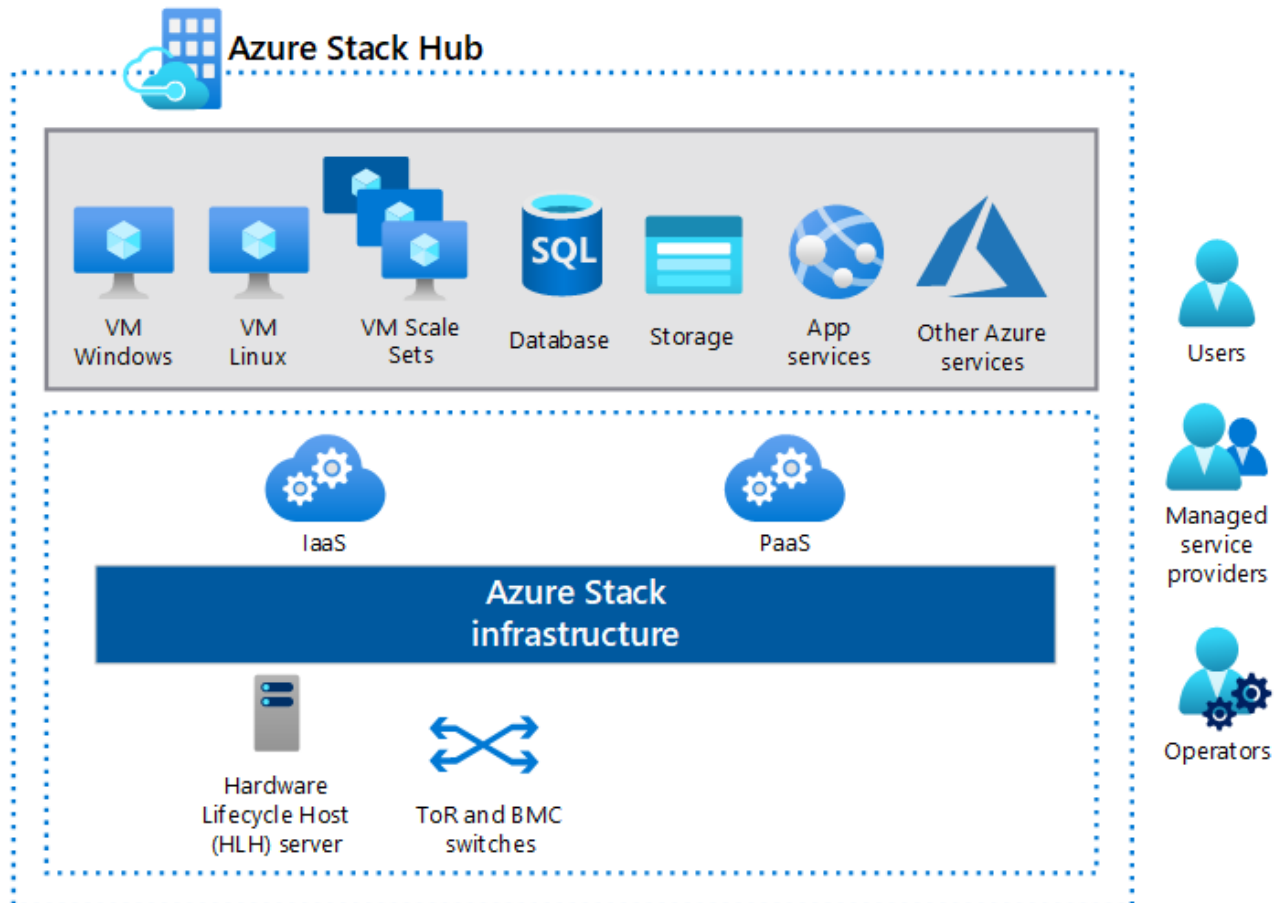 Azure Stack Hub
VM
Windows
VM
Linux
VM Scale
Sets
SQL
Database
Storage
App
services
Other Azure
services
Users
IaaS
PaaS
Managed
service
providers
Azure Stack
infrastructure
Hardware
Lifecycle Host
(HLH) server
ToR and BMC
switches
Operators